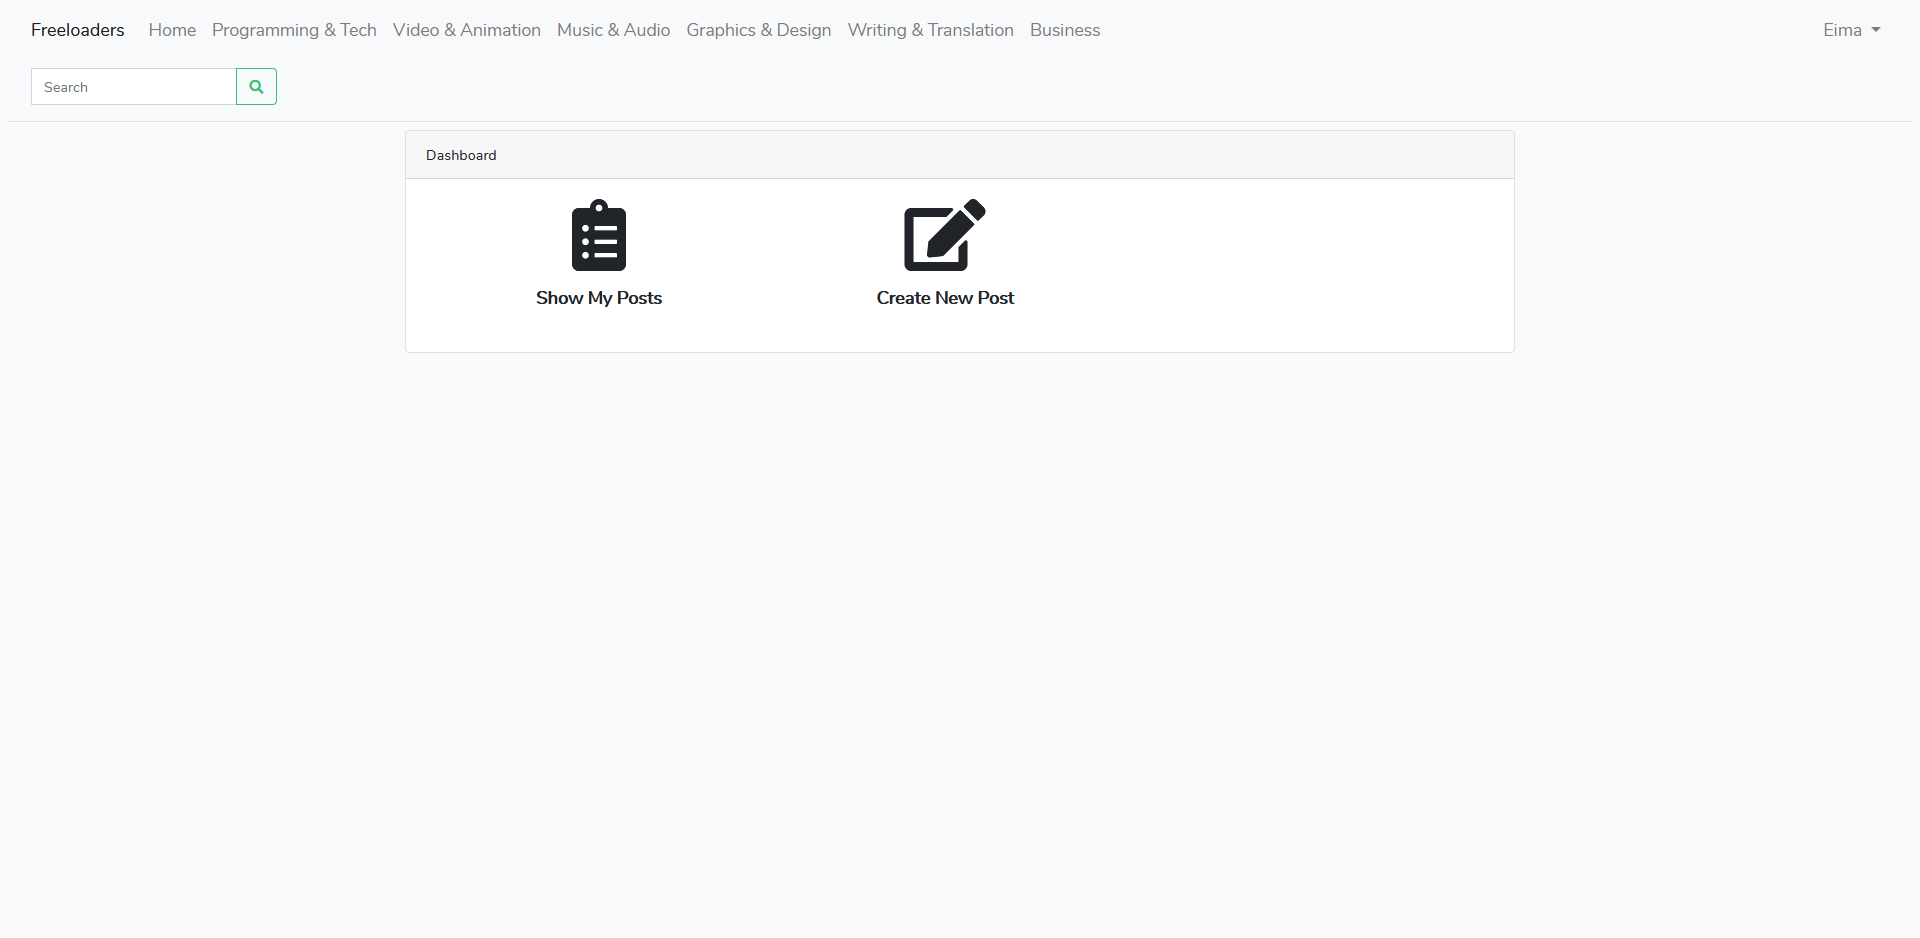 Freeloaders Home Programming & Tech Video & Animation Music & Audio Graphics & Design Writing & Translation Business Eima
Search
Dashboard
Show My Posts Create New Post